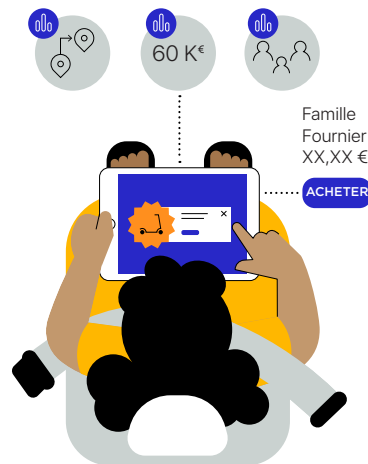 60 K€
Famille
Fournier
XX,XX €
ACHETER